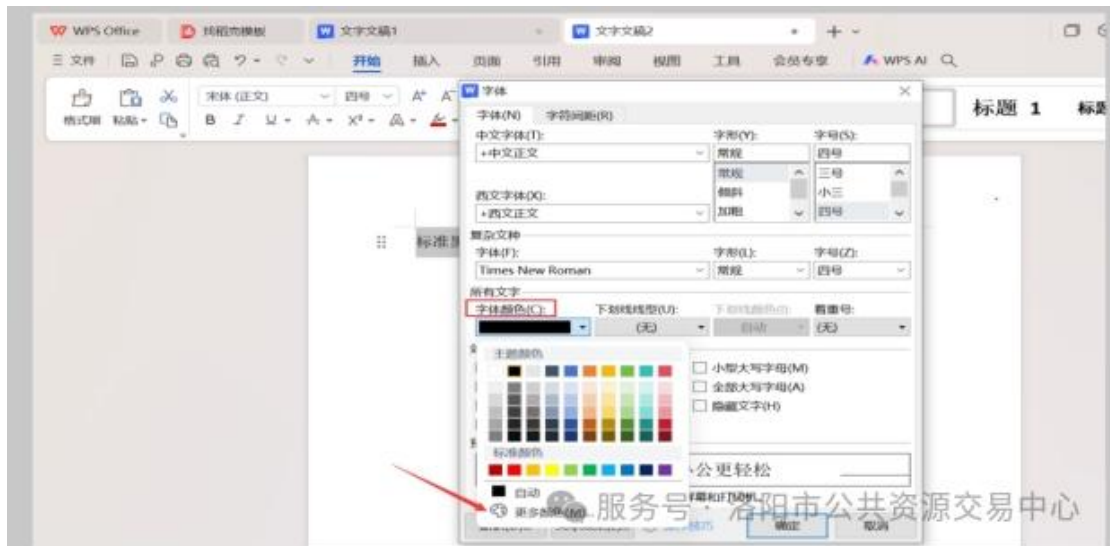 WPS Office 找稻壳模板 文字文稿1 文字文稿2
文件 开始 插入 页面 引用 审阅 视图 工具 会员专享 WPS AI
格式刷 粘贴 宋体 (正文) 四号 标题 1
字体
字体(N) 字符间距(R)
中文字体(T): 字形(Y): 字号(S):
+中文正文 常规 四号
常规 三号
倾斜 小三
西文字体(X):
+西文正文 加粗 四号
标准
复杂文种
字体(F): 字形(L): 字号(Z):
Times New Roman 常规 四号
所有文字
字体颜色(C): 下划线线型(U): 下划线颜色(I): 着重号:
(无) 自动 (无)
主题颜色
小型大写字母(M)
全部大写字母(A)
隐藏文字(H)
标准颜色
公更轻松
自动
更多颜色(M)
服务号 · 洛阳市公共资源交易中心
确定 取消